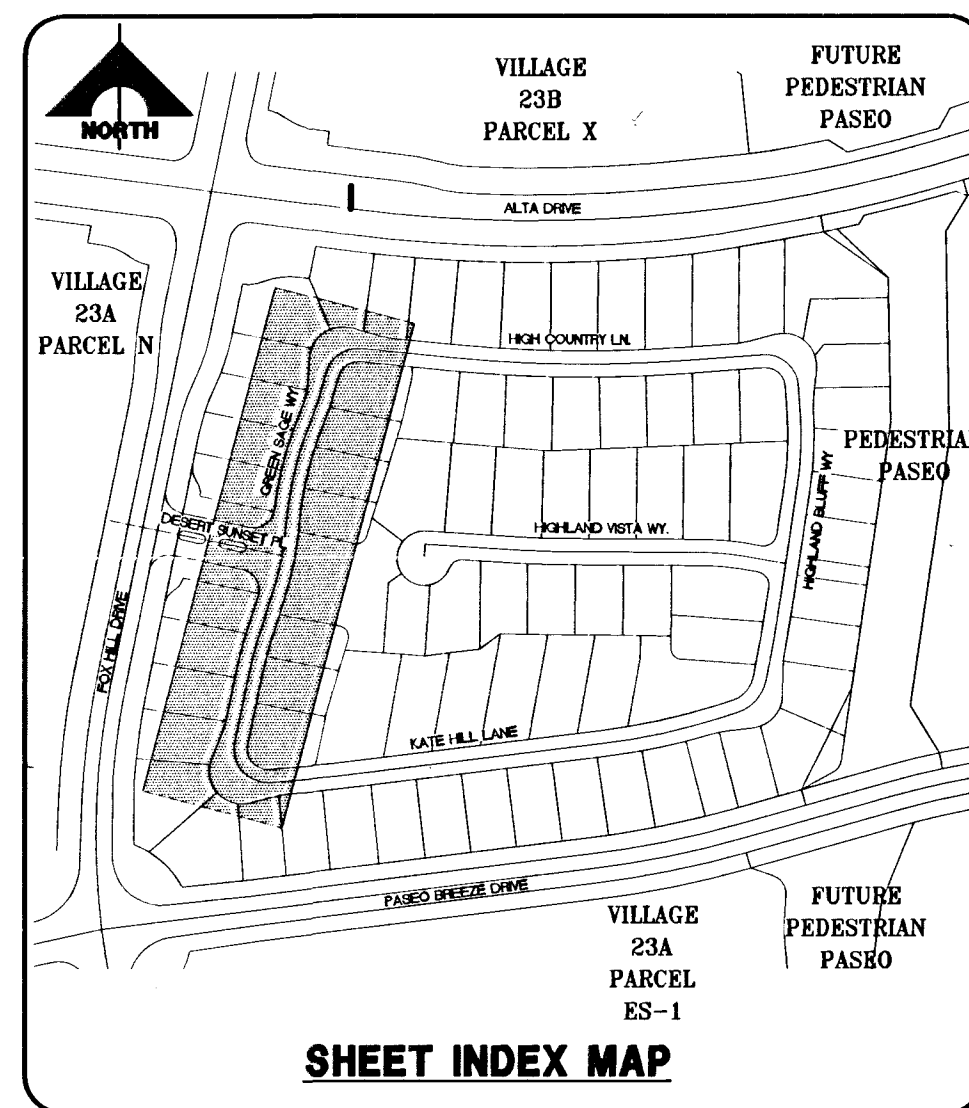 NORTH
VILLAGE
23B
PARCEL X
FUTURE
PEDESTRIAN
PASEO
ALTA DRIVE
VILLAGE
23A
PARCEL N
HIGH COUNTRY LN.
GREEN SAGE WY
PEDESTRIAN
PASEO
HIGHLAND BLUFF WY
DESERT SUNSET PL
HIGHLAND VISTA WY.
FOX HILL DRIVE
KATE HILL LANE
PASEO BREEZE DRIVE
VILLAGE
23A
PARCEL
ES-1
FUTURE
PEDESTRIAN
PASEO
SHEET INDEX MAP